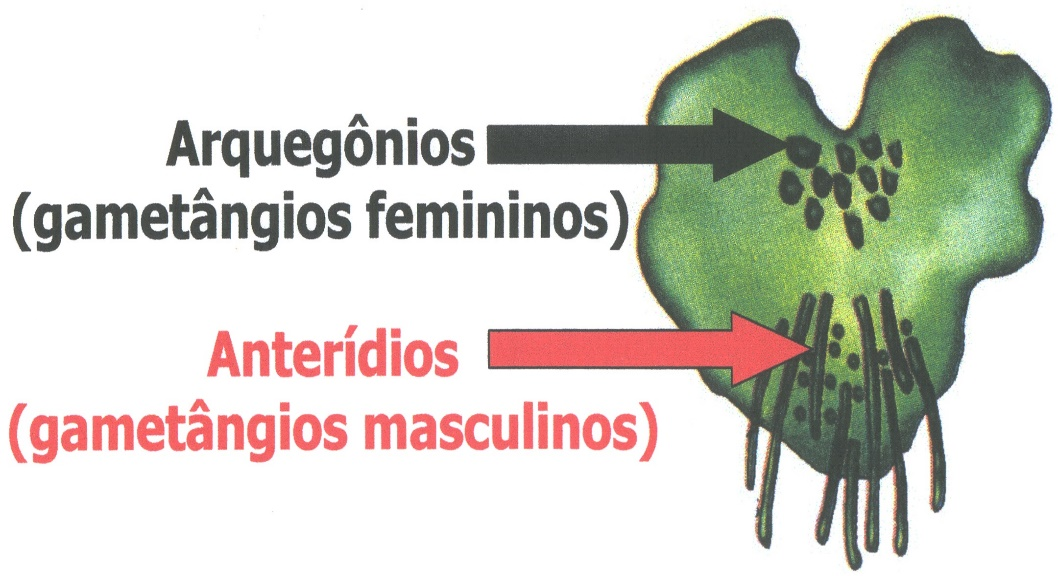 Arquegônios
(gametângios femininos)
Anterídios
(gametângios masculinos)